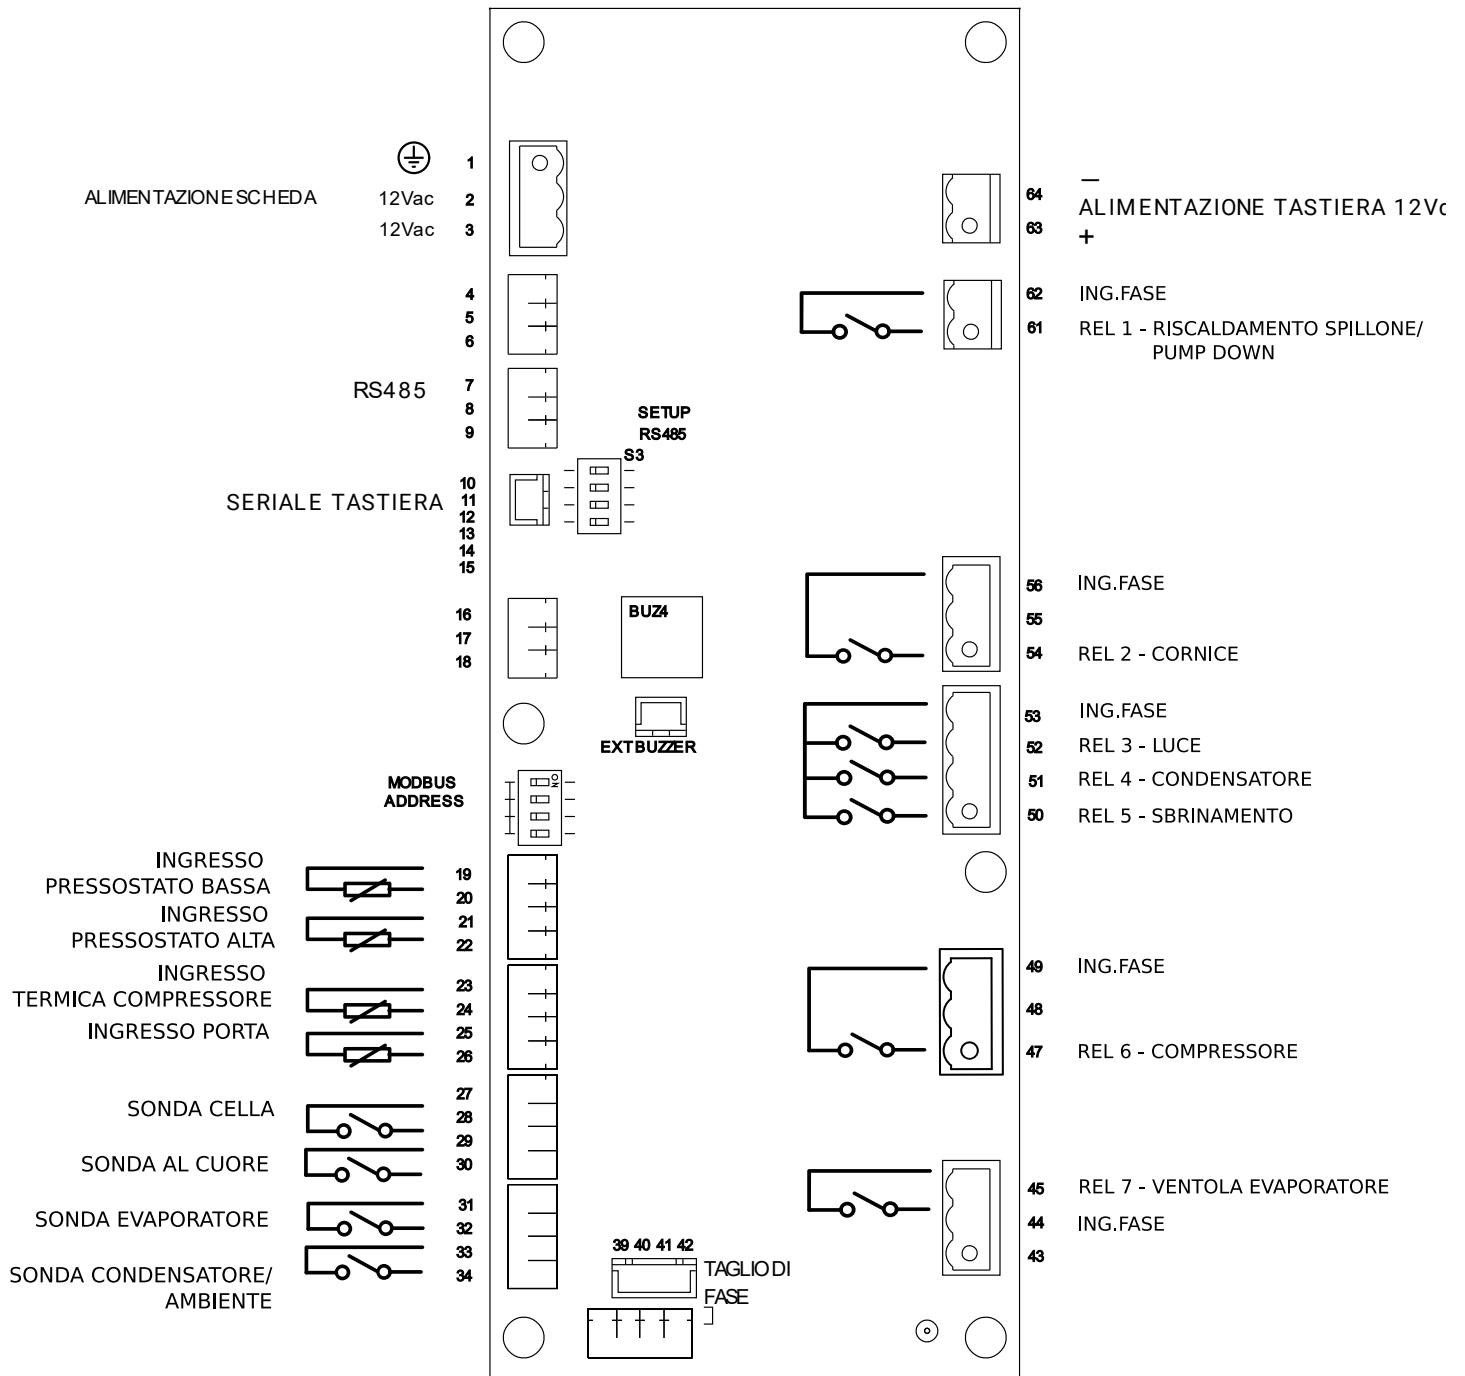 1
ALIMENTAZIONE SCHEDA 12Vac 2
12Vac 3
4
5
6
RS485 7
8
9
SETUP
RS485
S3
SERIALE TASTIERA
10
11
12
13
14
15
16
17
18
BUZ4
EXT BUZZER
MODBUS
ADDRESS
ON
INGRESSO
PRESSOSTATO BASSA
19
20
INGRESSO
PRESSOSTATO ALTA
21
22
INGRESSO
TERMICA COMPRESSORE
23
24
INGRESSO PORTA
25
26
27
SONDA CELLA
28
29
SONDA AL CUORE
30
31
SONDA EVAPORATORE
32
33
SONDA CONDENSATORE/
AMBIENTE
34
39 40 41 42
TAGLIO DI
FASE
64 −
ALIMENTAZIONE TASTIERA 12Vc
63 +
62 ING.FASE
61 REL 1 - RISCALDAMENTO SPILLONE/
PUMP DOWN
56 ING.FASE
55
54 REL 2 - CORNICE
53 ING.FASE
52 REL 3 - LUCE
51 REL 4 - CONDENSATORE
50 REL 5 - SBRINAMENTO
49 ING.FASE
48
47 REL 6 - COMPRESSORE
45 REL 7 - VENTOLA EVAPORATORE
44 ING.FASE
43